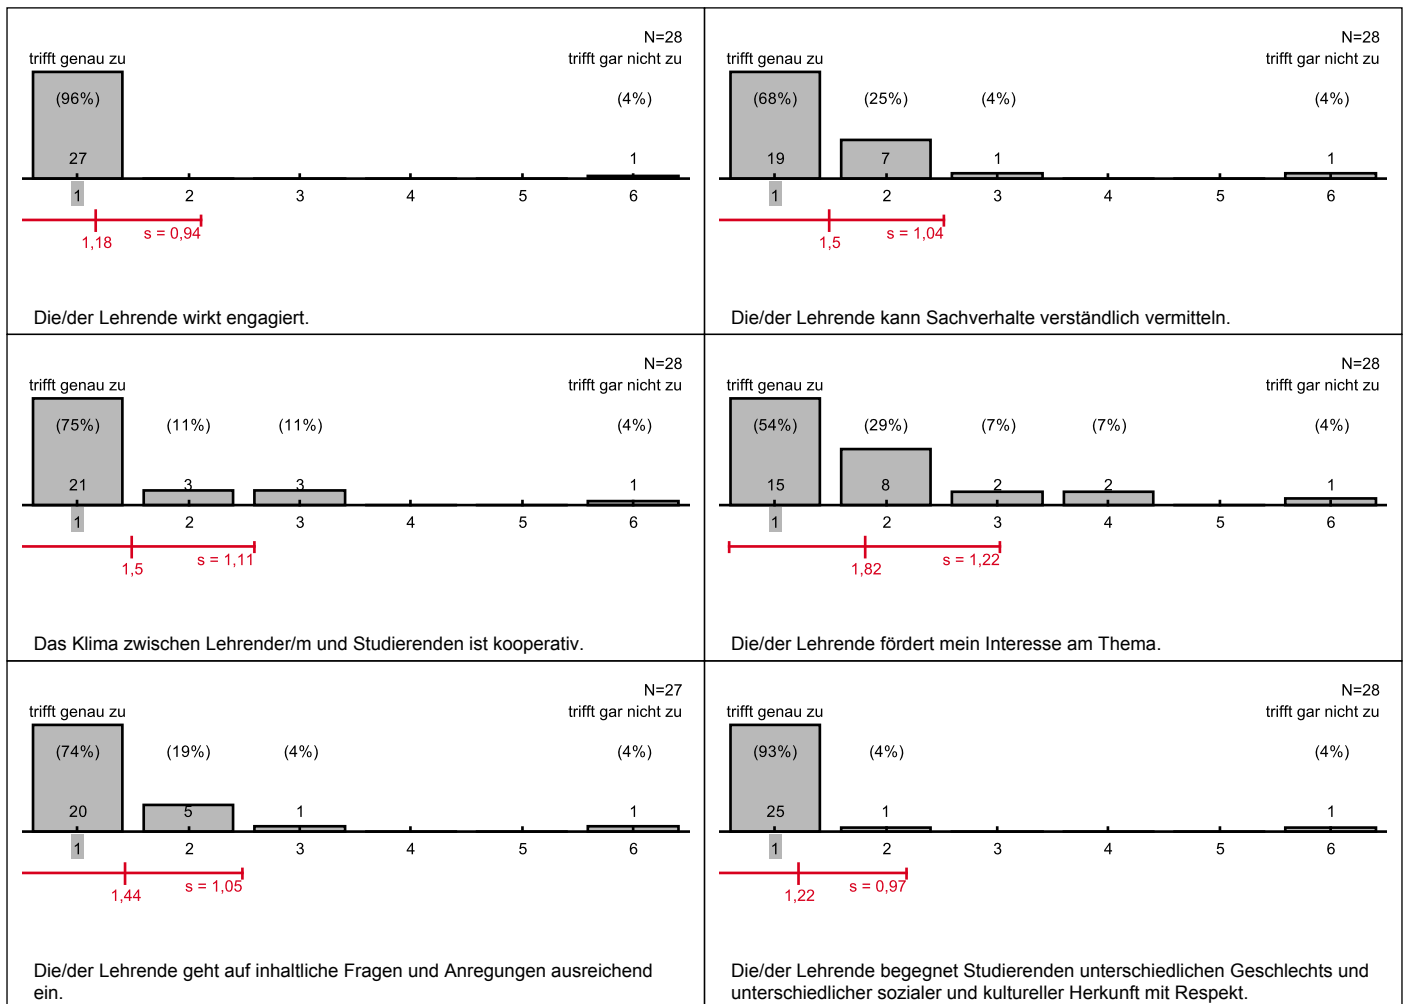 N=28
trifft genau zu trifft gar nicht zu
(96%) (4%)
27 1
1 2 3 4 5 6
1,18 s = 0,94
Die/der Lehrende wirkt engagiert.
N=28
trifft genau zu trifft gar nicht zu
(68%) (25%) (4%) (4%)
19 7 1 1
1 2 3 4 5 6
1,5 s = 1,04
Die/der Lehrende kann Sachverhalte verständlich vermitteln.
N=28
trifft genau zu trifft gar nicht zu
(75%) (11%) (11%) (4%)
21 3 3 1
1 2 3 4 5 6
1,5 s = 1,11
Das Klima zwischen Lehrender/m und Studierenden ist kooperativ.
N=28
trifft genau zu trifft gar nicht zu
(54%) (29%) (7%) (7%) (4%)
15 8 2 2 1
1 2 3 4 5 6
1,82 s = 1,22
Die/der Lehrende fördert mein Interesse am Thema.
N=27
trifft genau zu trifft gar nicht zu
(74%) (19%) (4%) (4%)
20 5 1 1
1 2 3 4 5 6
1,44 s = 1,05
Die/der Lehrende geht auf inhaltliche Fragen und Anregungen ausreichend
ein.
N=28
trifft genau zu trifft gar nicht zu
(93%) (4%) (4%)
25 1 1
1 2 3 4 5 6
1,22 s = 0,97
Die/der Lehrende begegnet Studierenden unterschiedlichen Geschlechts und
unterschiedlicher sozialer und kultureller Herkunft mit Respekt.